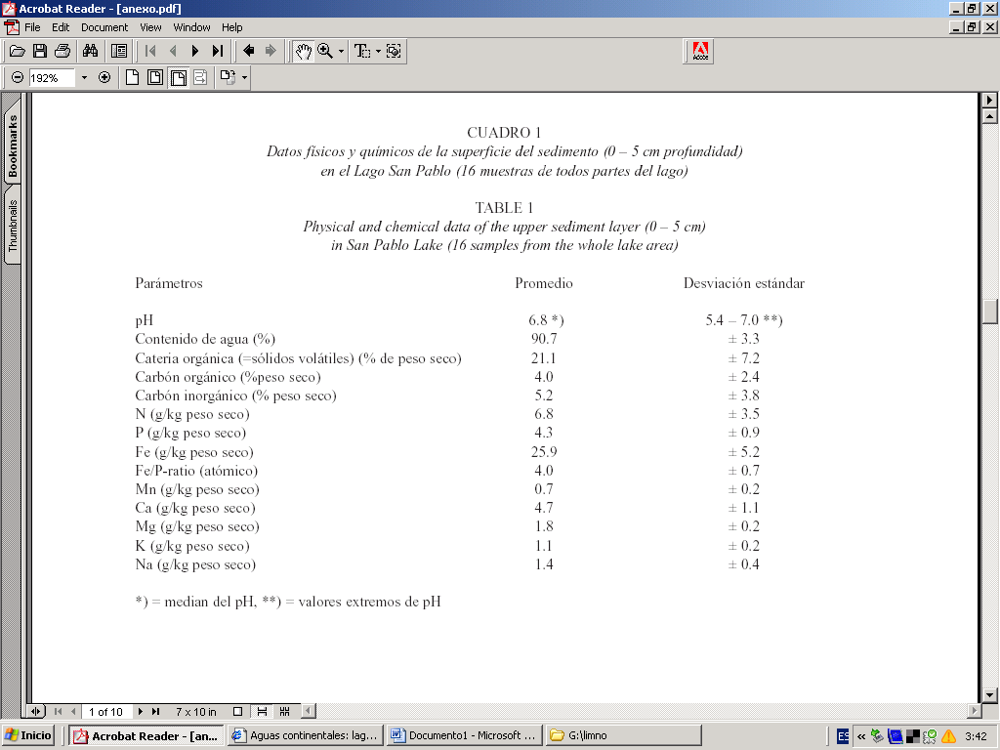 Acrobat Reader - [anexo.pdf]
File Edit Document View Window Help
Adobe
192%
Bookmarks
Thumbnails
CUADRO 1
Datos físicos y químicos de la superficie del sedimento (0 – 5 cm profundidad)
en el Lago San Pablo (16 muestras de todos partes del lago)
TABLE 1
Physical and chemical data of the upper sediment layer (0 – 5 cm)
in San Pablo Lake (16 samples from the whole lake area)
Parámetros Promedio Desviación estándar
pH 6.8 *) 5.4 – 7.0 **)
Contenido de agua (%) 90.7 ± 3.3
Cateria orgánica (=sólidos volátiles) (% de peso seco) 21.1 ± 7.2
Carbón orgánico (%peso seco) 4.0 ± 2.4
Carbón inorgánico (% peso seco) 5.2 ± 3.8
N (g/kg peso seco) 6.8 ± 3.5
P (g/kg peso seco) 4.3 ± 0.9
Fe (g/kg peso seco) 25.9 ± 5.2
Fe/P-ratio (atómico) 4.0 ± 0.7
Mn (g/kg peso seco) 0.7 ± 0.2
Ca (g/kg peso seco) 4.7 ± 1.1
Mg (g/kg peso seco) 1.8 ± 0.2
K (g/kg peso seco) 1.1 ± 0.2
Na (g/kg peso seco) 1.4 ± 0.4
*) = median del pH, **) = valores extremos de pH
1 of 10 7 x 10 in
Inicio Acrobat Reader - [an... Aguas continentales: lag... Documento1 - Microsoft ... G:\limno ES « 3:42